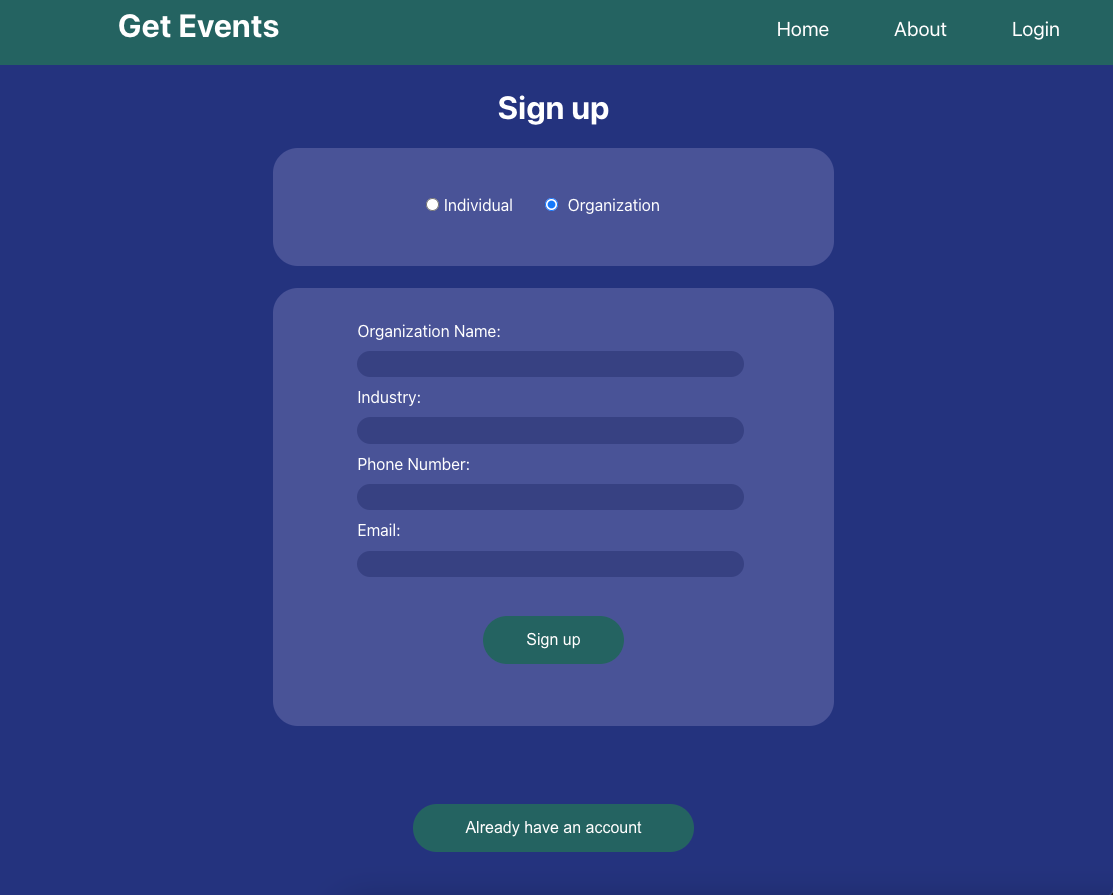 Get Events
Home About Login
Sign up
Individual Organization
Organization Name:
Industry:
Phone Number:
Email:
Sign up
Already have an account